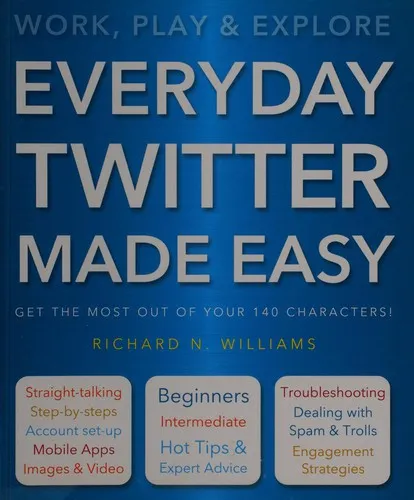 WORK, PLAY & EXPLORE
EVERYDAY
TWITTER
MADE EASY
GET THE MOST OUT OF YOUR 140 CHARACTERS!
RICHARD N. WILLIAMS
Straight-talking
Step-by-steps
Account set-up
Mobile Apps
Images & Video
Beginners
Intermediate
Hot Tips &
Expert Advice
Troubleshooting
Dealing with
Spam & Trolls
Engagement
Strategies